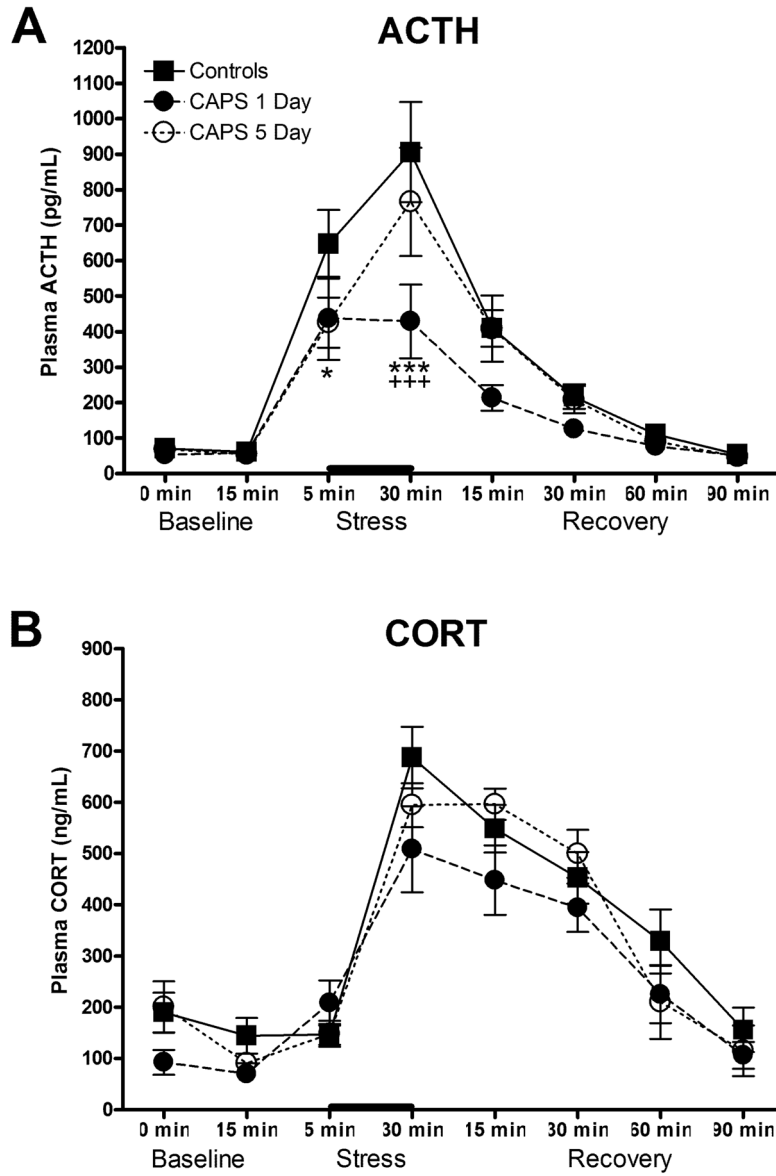 A
ACTH
1200
1100
1000
900
800
700
600
500
400
300
200
100
0
Plasma ACTH (pg/mL)
Controls
CAPS 1 Day
CAPS 5 Day
*
***
+++
0 min 15 min 5 min 30 min 15 min 30 min 60 min 90 min
Baseline Stress Recovery
B
CORT
900
800
700
600
500
400
300
200
100
0
Plasma CORT (ng/mL)
0 min 15 min 5 min 30 min 15 min 30 min 60 min 90 min
Baseline Stress Recovery